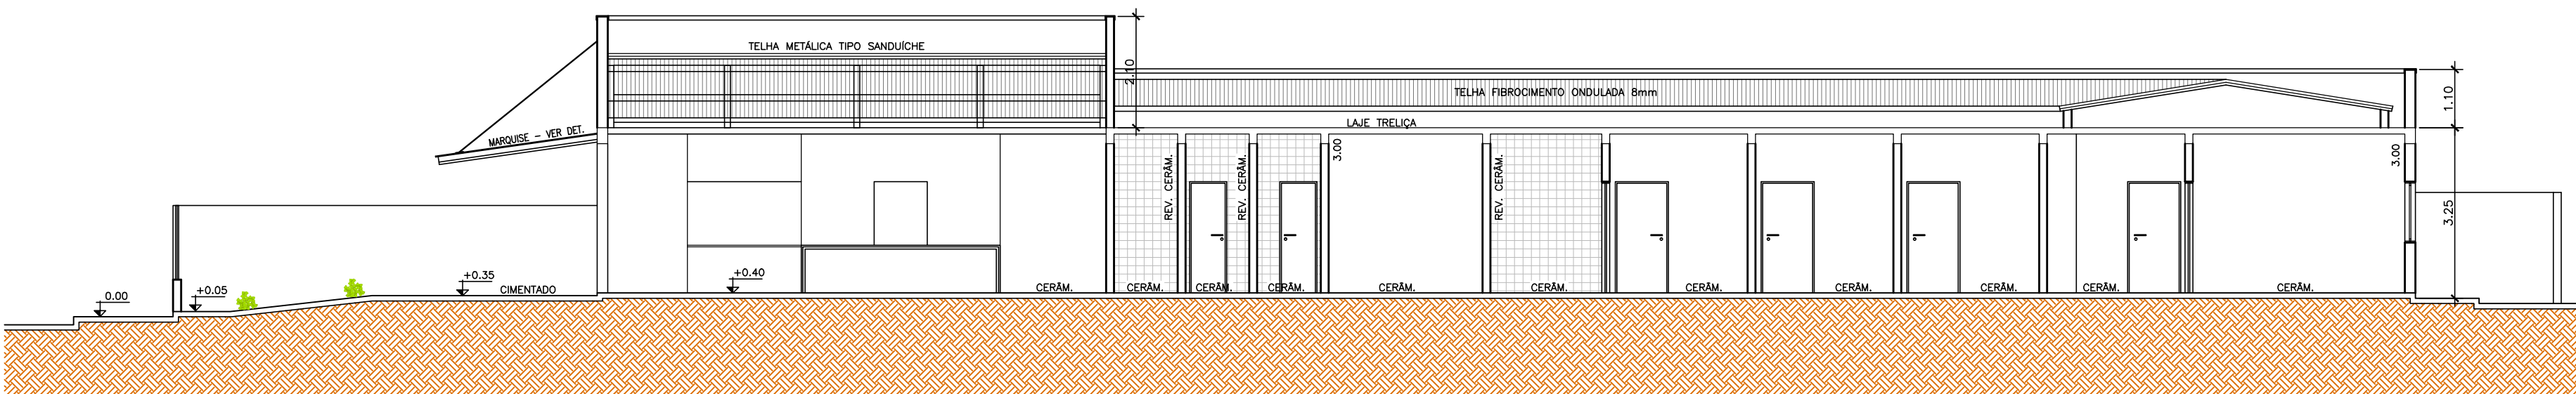 TELHA METÁLICA TIPO SANDUÍCHE
2.10
TELHA FIBROCIMENTO ONDULADA 8mm
1.10
LAJE TRELIÇA
MARQUISE - VER DET.
3.00
3.00
REV. CERÂM.
REV. CERÂM.
REV. CERÂM.
3.25
+0.40
+0.35
CIMENTADO
+0.05
0.00
CERÂM.
CERÂM.
CERÂM.
CERÂM.
CERÂM.
CERÂM.
CERÂM.
CERÂM.
CERÂM.
CERÂM.
CERÂM.